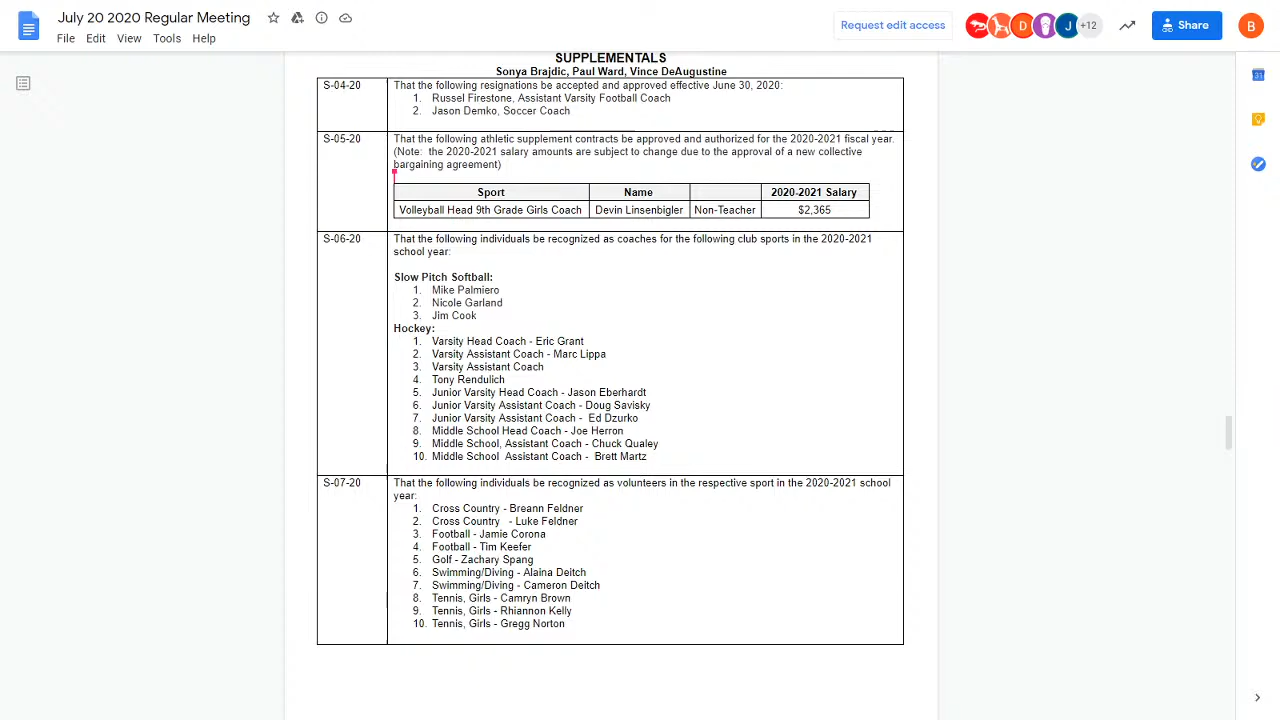 July 20 2020 Regular Meeting
File Edit View Tools Help
Request edit access
D
J
+12
Share
B
31
SUPPLEMENTALS
Sonya Brajdic, Paul Ward, Vince DeAugustine
S-04-20
That the following resignations be accepted and approved effective June 30, 2020:
1. Russel Firestone, Assistant Varsity Football Coach
2. Jason Demko, Soccer Coach
S-05-20
That the following athletic supplement contracts be approved and authorized for the 2020-2021 fiscal year.
(Note: the 2020-2021 salary amounts are subject to change due to the approval of a new collective
bargaining agreement)
Sport Name 2020-2021 Salary
Volleyball Head 9th Grade Girls Coach Devin Linsenbigler Non-Teacher $2,365
S-06-20
That the following individuals be recognized as coaches for the following club sports in the 2020-2021
school year:
Slow Pitch Softball:
1. Mike Palmiero
2. Nicole Garland
3. Jim Cook
Hockey:
1. Varsity Head Coach - Eric Grant
2. Varsity Assistant Coach - Marc Lippa
3. Varsity Assistant Coach
4. Tony Rendulich
5. Junior Varsity Head Coach - Jason Eberhardt
6. Junior Varsity Assistant Coach - Doug Savisky
7. Junior Varsity Assistant Coach - Ed Dzurko
8. Middle School Head Coach - Joe Herron
9. Middle School, Assistant Coach - Chuck Qualey
10. Middle School Assistant Coach - Brett Martz
S-07-20
That the following individuals be recognized as volunteers in the respective sport in the 2020-2021 school
year:
1. Cross Country - Breann Feldner
2. Cross Country - Luke Feldner
3. Football - Jamie Corona
4. Football - Tim Keefer
5. Golf - Zachary Spang
6. Swimming/Diving - Alaina Deitch
7. Swimming/Diving - Cameron Deitch
8. Tennis, Girls - Camryn Brown
9. Tennis, Girls - Rhiannon Kelly
10. Tennis, Girls - Gregg Norton